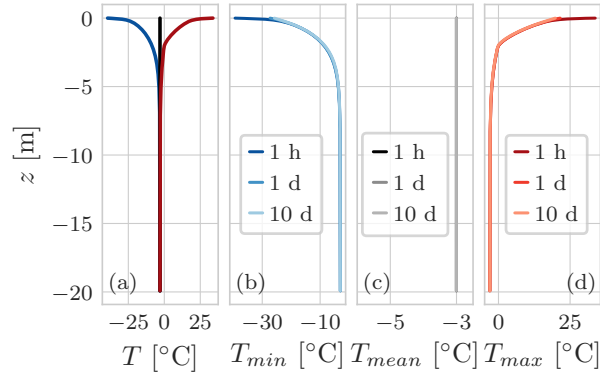 0
−5
−10
−15
−20
z [m]
(a)
(b)
(c)
(d)
1 h
1 d
10 d
1 h
1 d
10 d
1 h
1 d
10 d
−25 0 25
−30 −10
−5 −3
0 25
T [°C]
T_min [°C]
T_mean [°C]
T_max [°C]